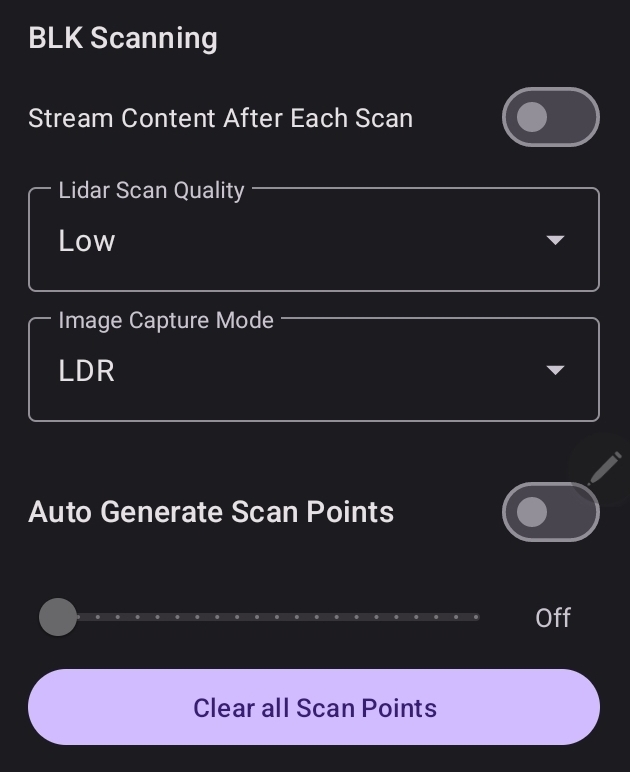 BLK Scanning
Stream Content After Each Scan
Lidar Scan Quality
Low
Image Capture Mode
LDR
Auto Generate Scan Points
Off
Clear all Scan Points